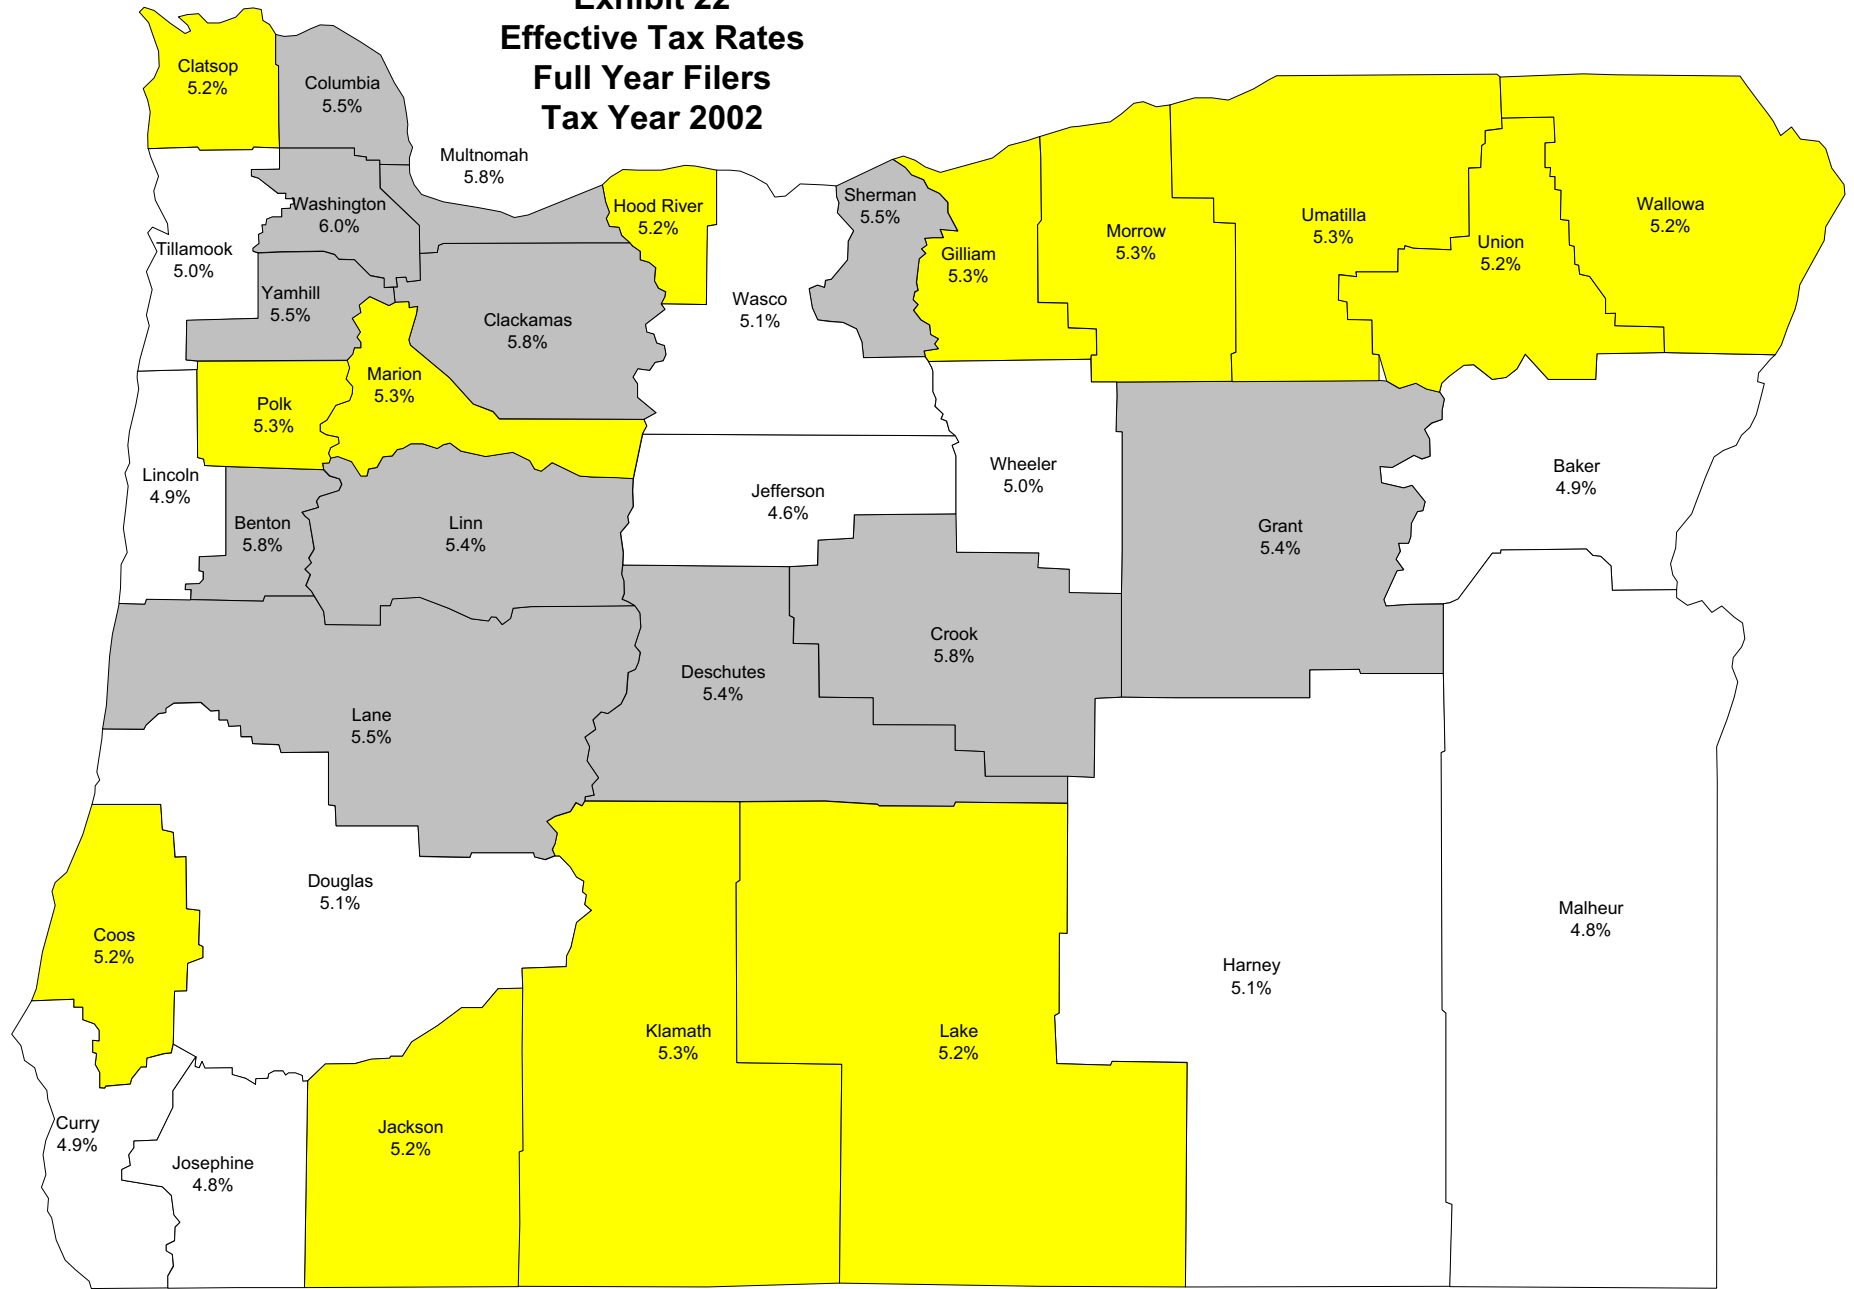 Exhibit 22
Effective Tax Rates
Full Year Filers
Tax Year 2002
Clatsop
5.2%
Columbia
5.5%
Multnomah
5.8%
Washington
6.0%
Hood River
5.2%
Sherman
5.5%
Tillamook
5.0%
Yamhill
5.5%
Clackamas
5.8%
Wasco
5.1%
Gilliam
5.3%
Morrow
5.3%
Umatilla
5.3%
Union
5.2%
Wallowa
5.2%
Marion
5.3%
Polk
5.3%
Lincoln
4.9%
Benton
5.8%
Linn
5.4%
Jefferson
4.6%
Wheeler
5.0%
Grant
5.4%
Baker
4.9%
Lane
5.5%
Deschutes
5.4%
Crook
5.8%
Douglas
5.1%
Coos
5.2%
Curry
4.9%
Josephine
4.8%
Jackson
5.2%
Klamath
5.3%
Lake
5.2%
Harney
5.1%
Malheur
4.8%